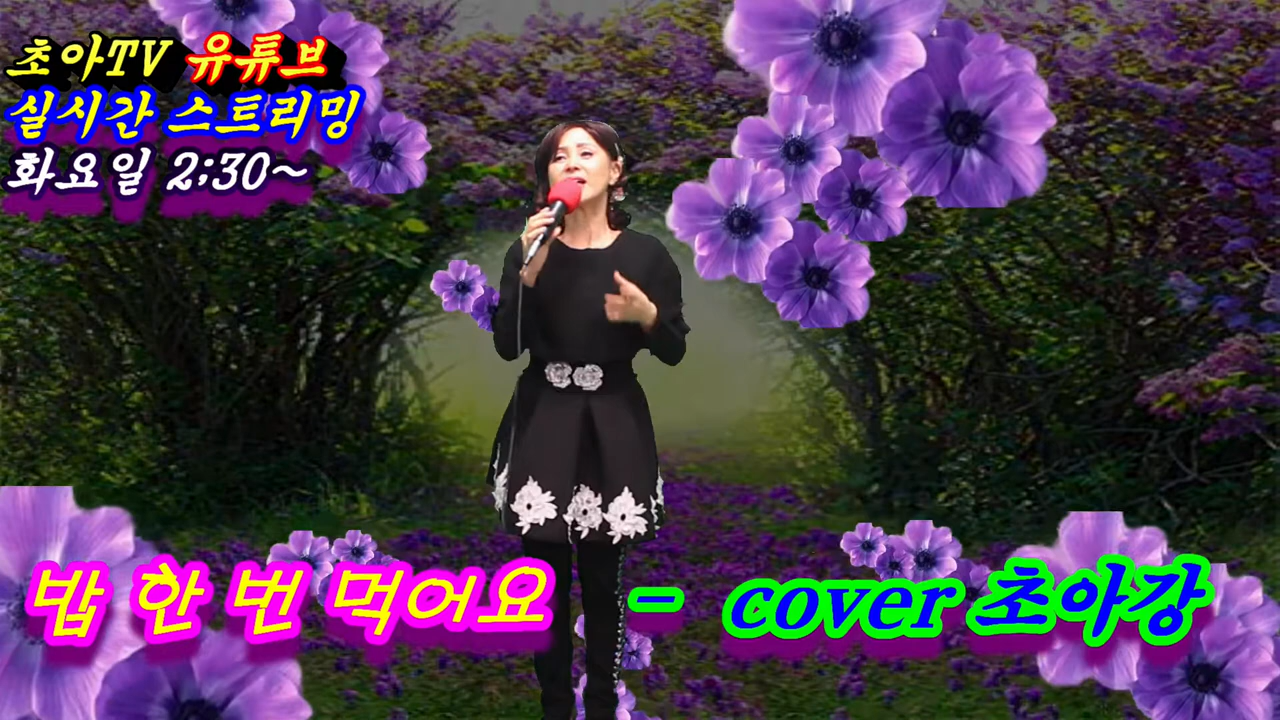 초아TV 유튜브
실시간 스트리밍
화요일 2;30~
밥 한 번 먹어요 - cover 초아강